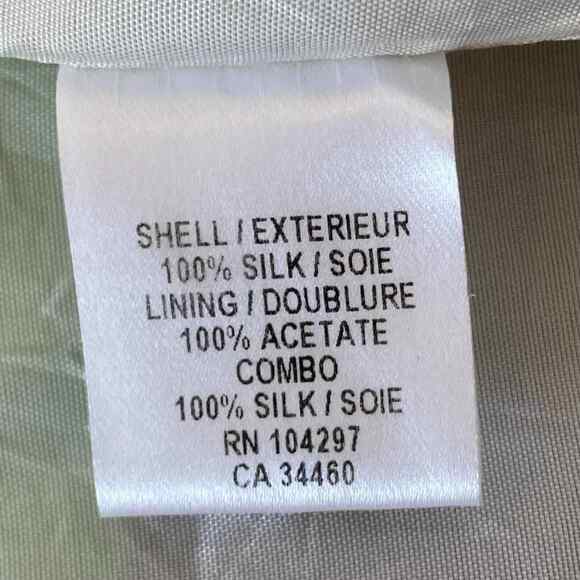 SHELL / EXTERIEUR
100% SILK / SOIE
LINING / DOUBLURE
100% ACETATE
COMBO
100% SILK / SOIE
RN 104297
CA 34460